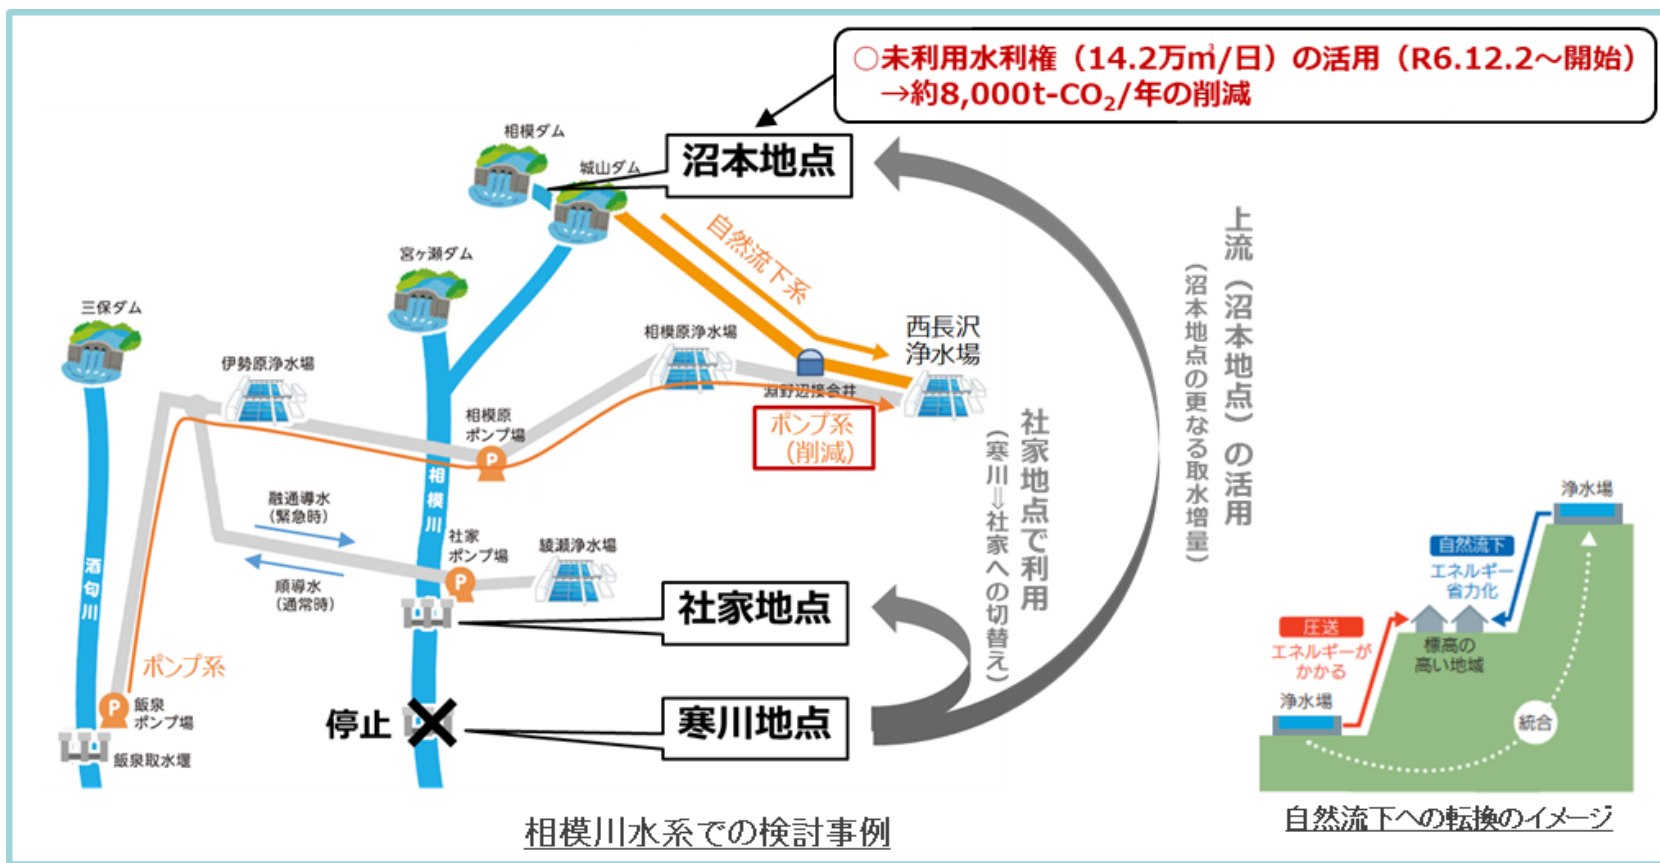 ○未利用水利権（14.2万㎥/日）の活用（R6.12.2～開始）
→約8,000t-CO₂/年の削減
相模ダム
城山ダム
沼本地点
宮ヶ瀬ダム
三保ダム
自然流下系
上流（沼本地点）の活用
（沼本地点の更なる取水増量）
西長沢
浄水場
相模原浄水場
伊勢原浄水場
淵野辺接合井
相模原
ポンプ場
P
ポンプ系
（削減）
社家地点で利用
（寒川⇒社家への切替え）
相模川
融通導水
(緊急時)
順導水
(通常時)
社家
ポンプ場
P
綾瀬浄水場
酒匂川
社家地点
ポンプ系
P
飯泉
ポンプ場
飯泉取水堰
停止
寒川地点
浄水場
自然流下
エネルギー
省力化
圧送
エネルギーが
かかる
標高の
高い地域
浄水場
統合
相模川水系での検討事例
自然流下への転換のイメージ